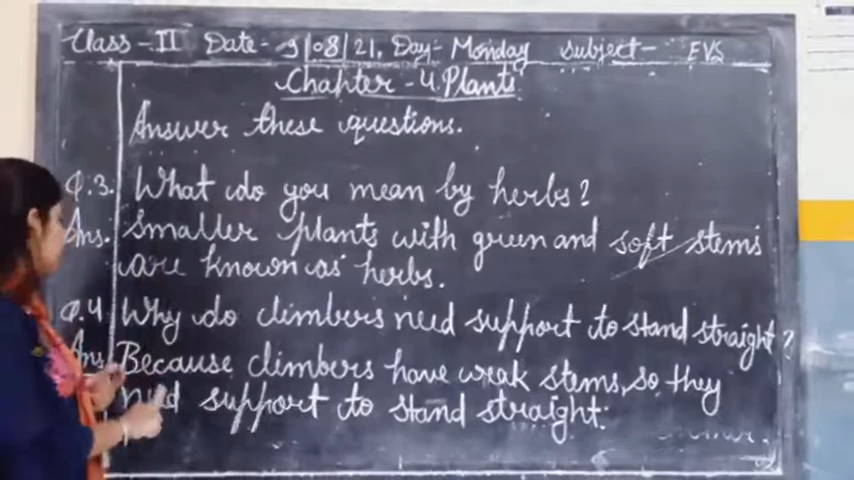 Class - II Date - 9/08/21, Day- Monday subject - EVS
Chapter - 4 Plants
Answer these questions.
Q.3. What do you mean by herbs?
Ans. Smaller plants with green and soft stems
are known as herbs.
Q.4 Why do climbers need support to stand straight?
Ans. Because climbers have weak stems, so they
need support to stand straight.